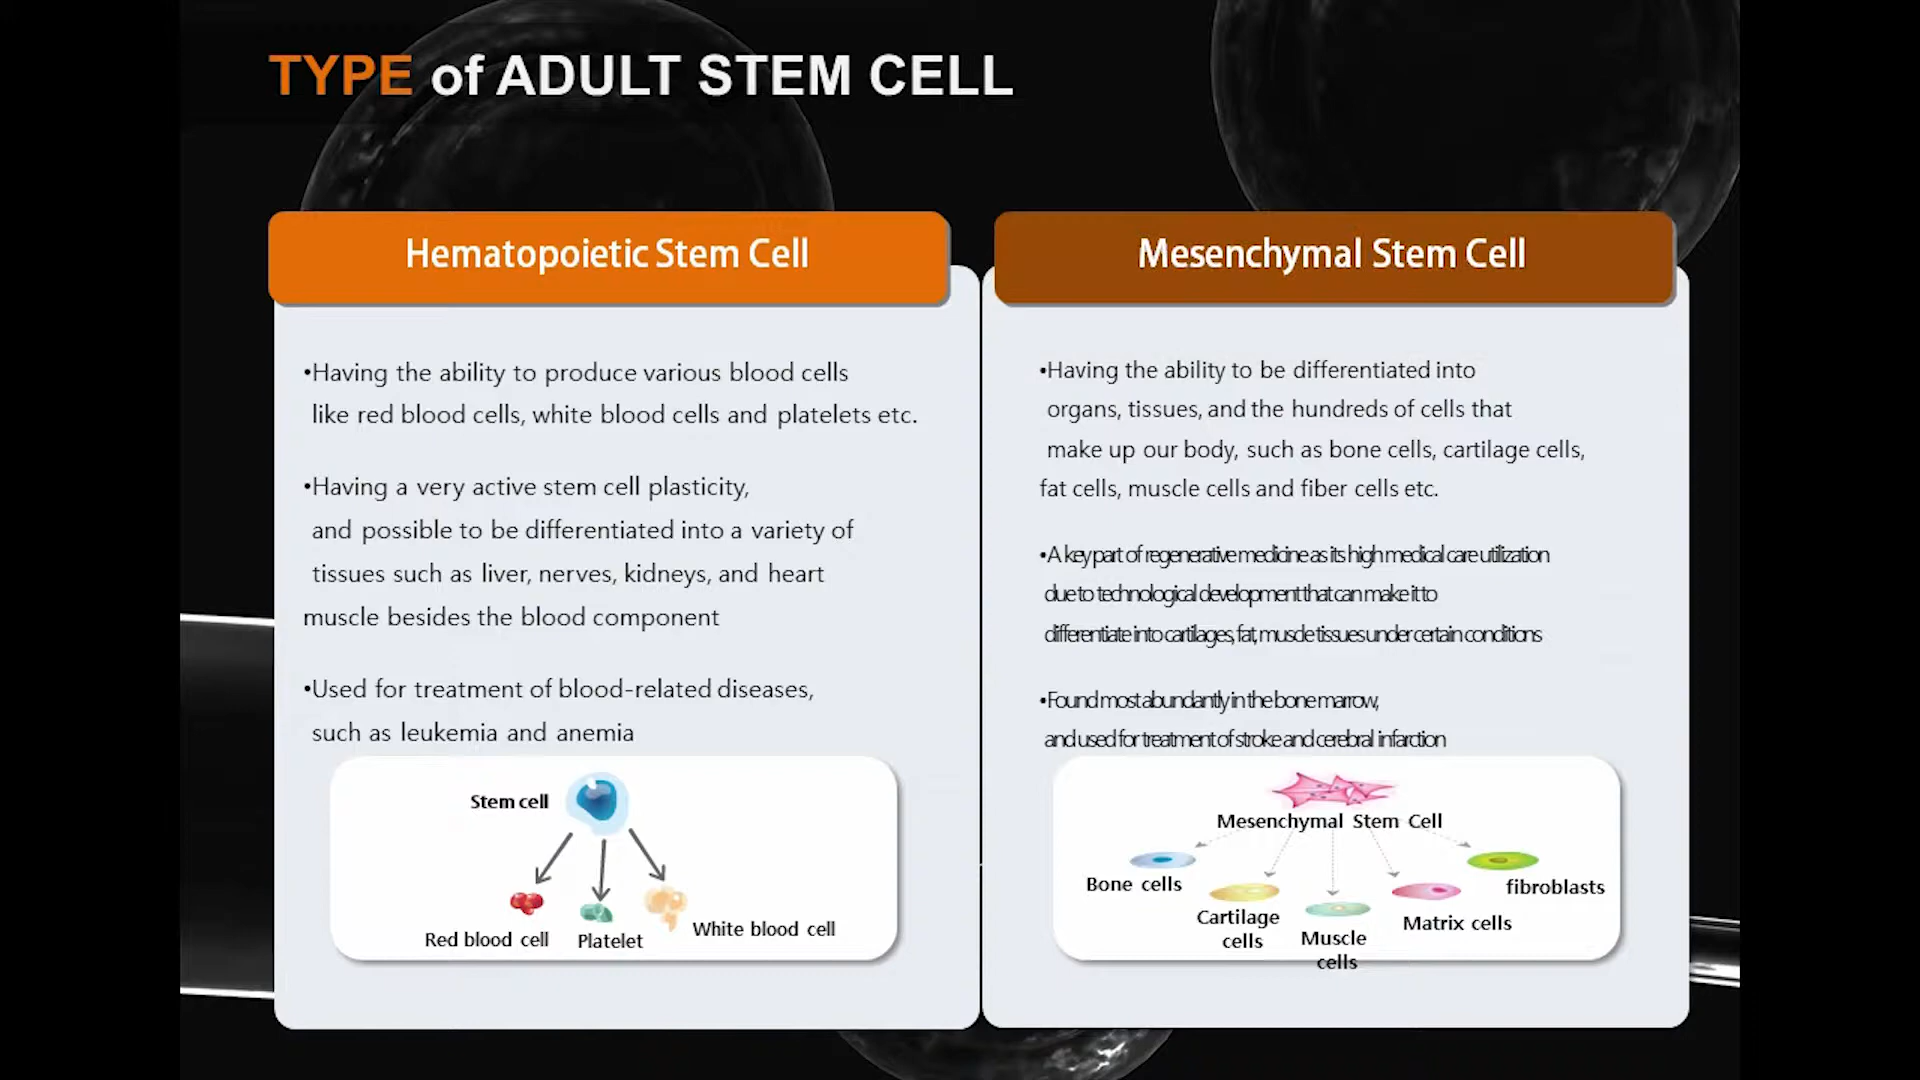 TYPE of ADULT STEM CELL
Hematopoietic Stem Cell
•Having the ability to produce various blood cells
like red blood cells, white blood cells and platelets etc.
•Having a very active stem cell plasticity,
and possible to be differentiated into a variety of
tissues such as liver, nerves, kidneys, and heart
muscle besides the blood component
•Used for treatment of blood-related diseases,
such as leukemia and anemia
Stem cell
Red blood cell
Platelet
White blood cell
Mesenchymal Stem Cell
•Having the ability to be differentiated into
organs, tissues, and the hundreds of cells that
make up our body, such as bone cells, cartilage cells,
fat cells, muscle cells and fiber cells etc.
•A key part of regenerative medicine as its high medical care utilization
due to technological development that can make it to
differentiate into cartilages, fat, muscle tissues under certain conditions
•Found most abundantly in the bone marrow,
and used for treatment of stroke and cerebral infarction
Mesenchymal Stem Cell
Bone cells
Cartilage
cells
Muscle
cells
Matrix cells
fibroblasts